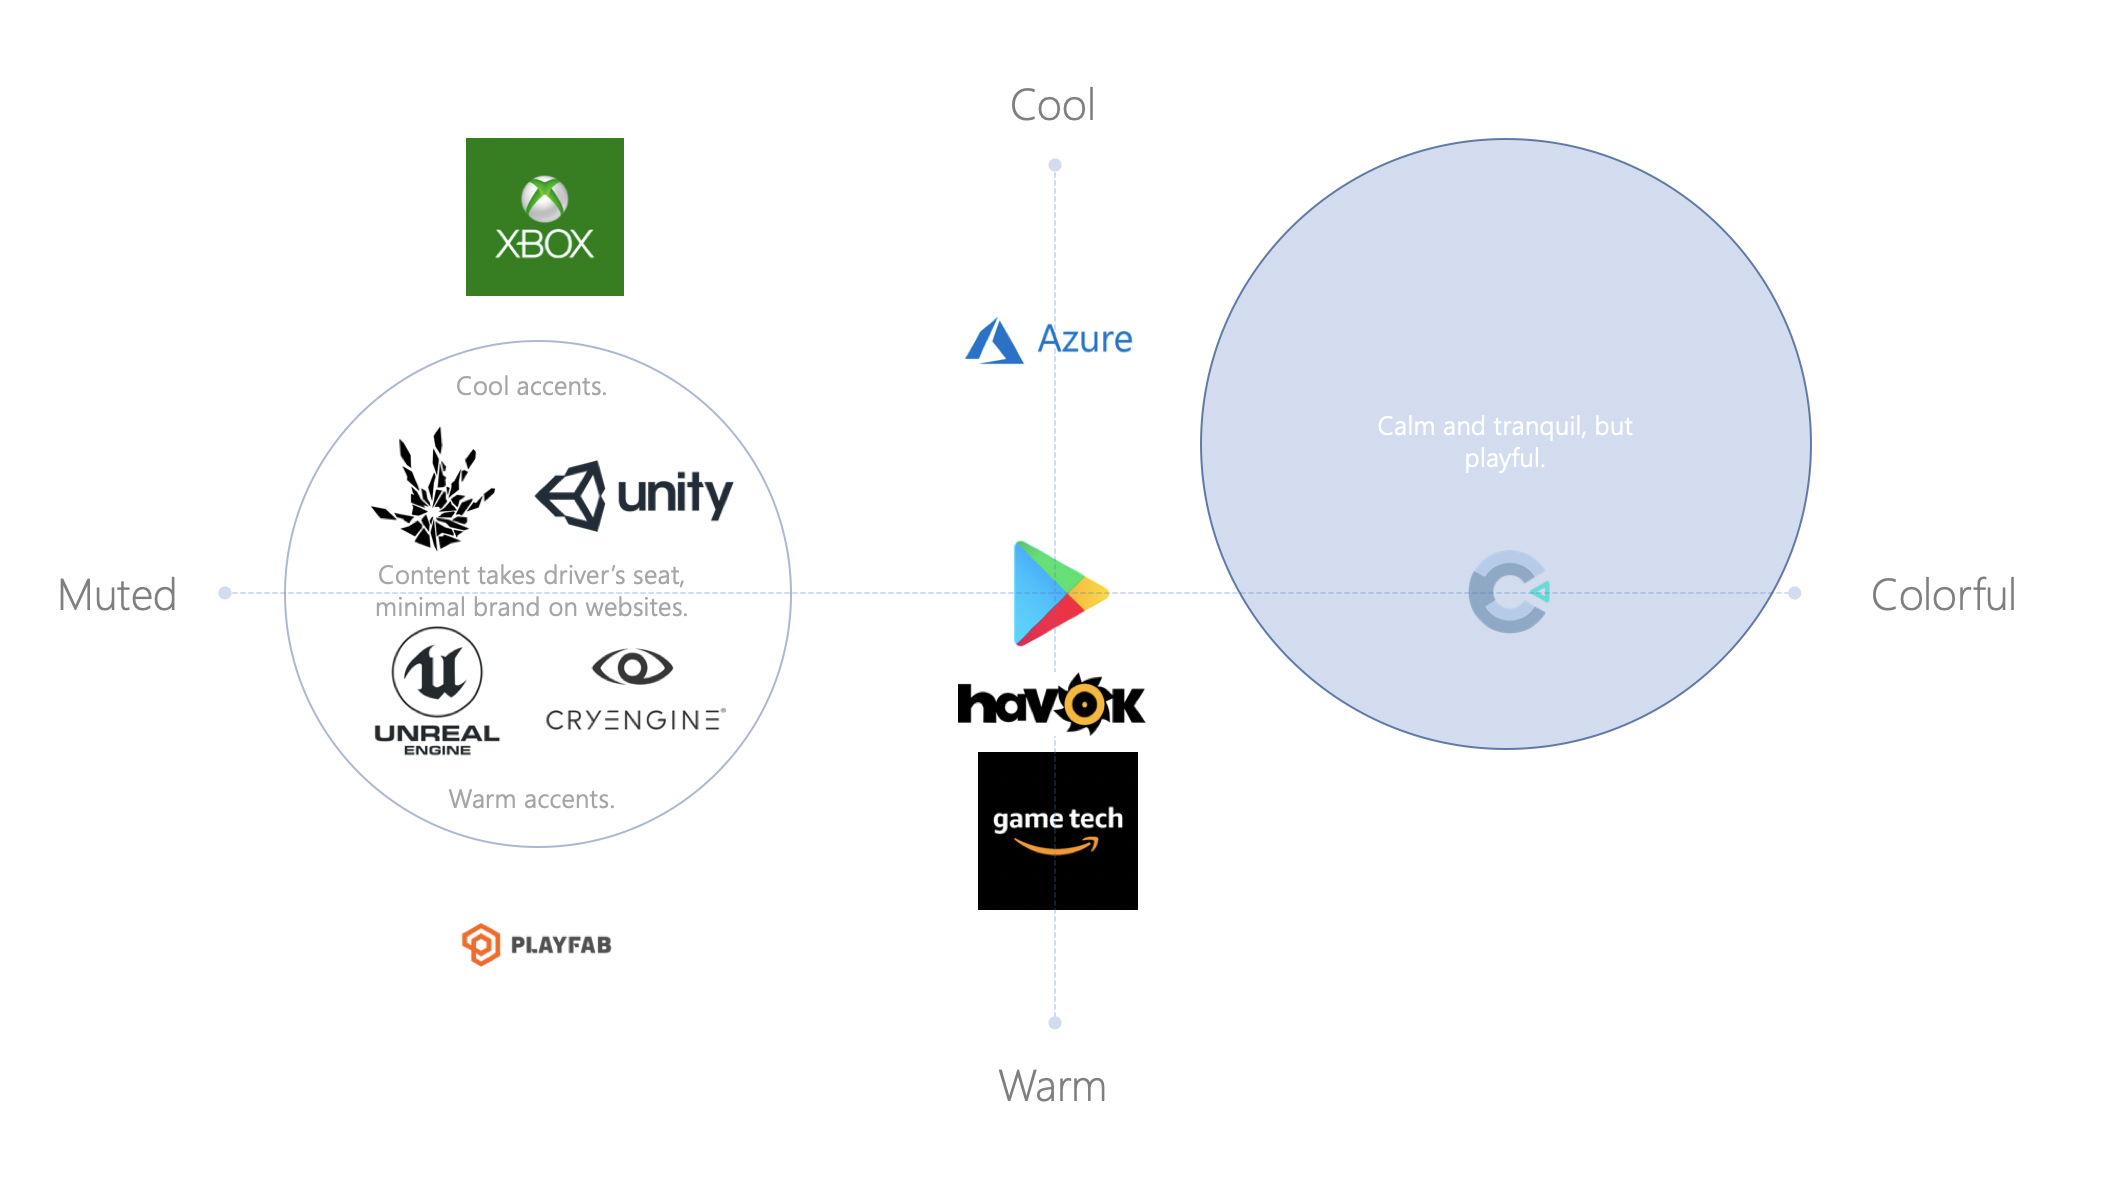 Cool
XBOX
Azure
Cool accents.
unity
Calm and tranquil, but
playful.
Content takes driver’s seat,
minimal brand on websites.
Muted
Colorful
UNREAL
ENGINE
CRYENGINE®
havok
Warm accents.
game tech
PLAYFAB
Warm